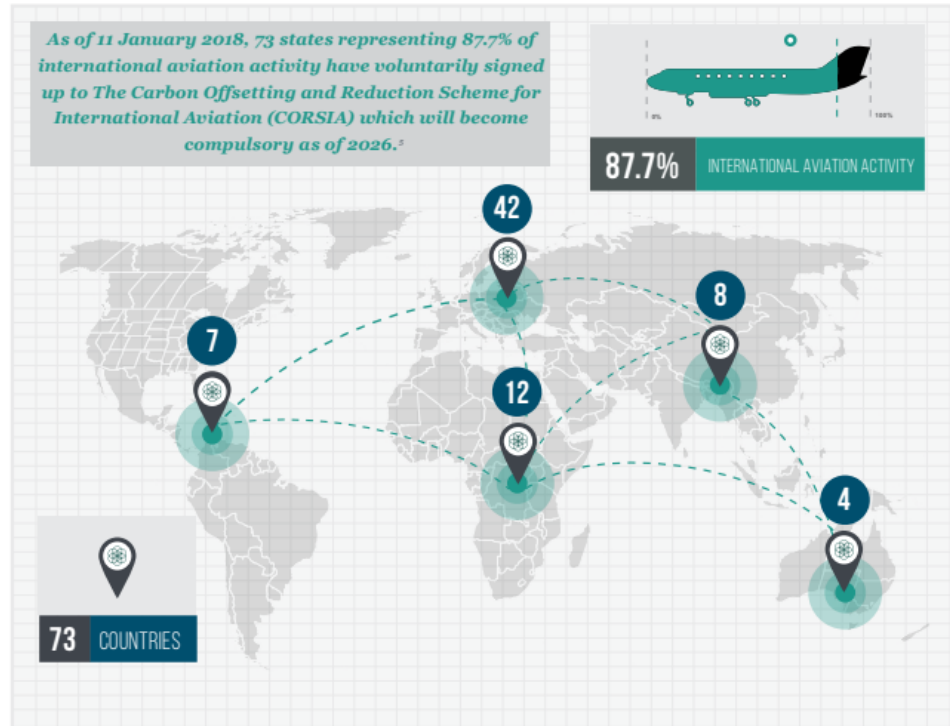 As of 11 January 2018, 73 states representing 87.7% of
international aviation activity have voluntarily signed
up to The Carbon Offsetting and Reduction Scheme for
International Aviation (CORSIA) which will become
compulsory as of 2026.⁵
0%
100%
87.7% INTERNATIONAL AVIATION ACTIVITY
42
8
7
12
4
73 COUNTRIES